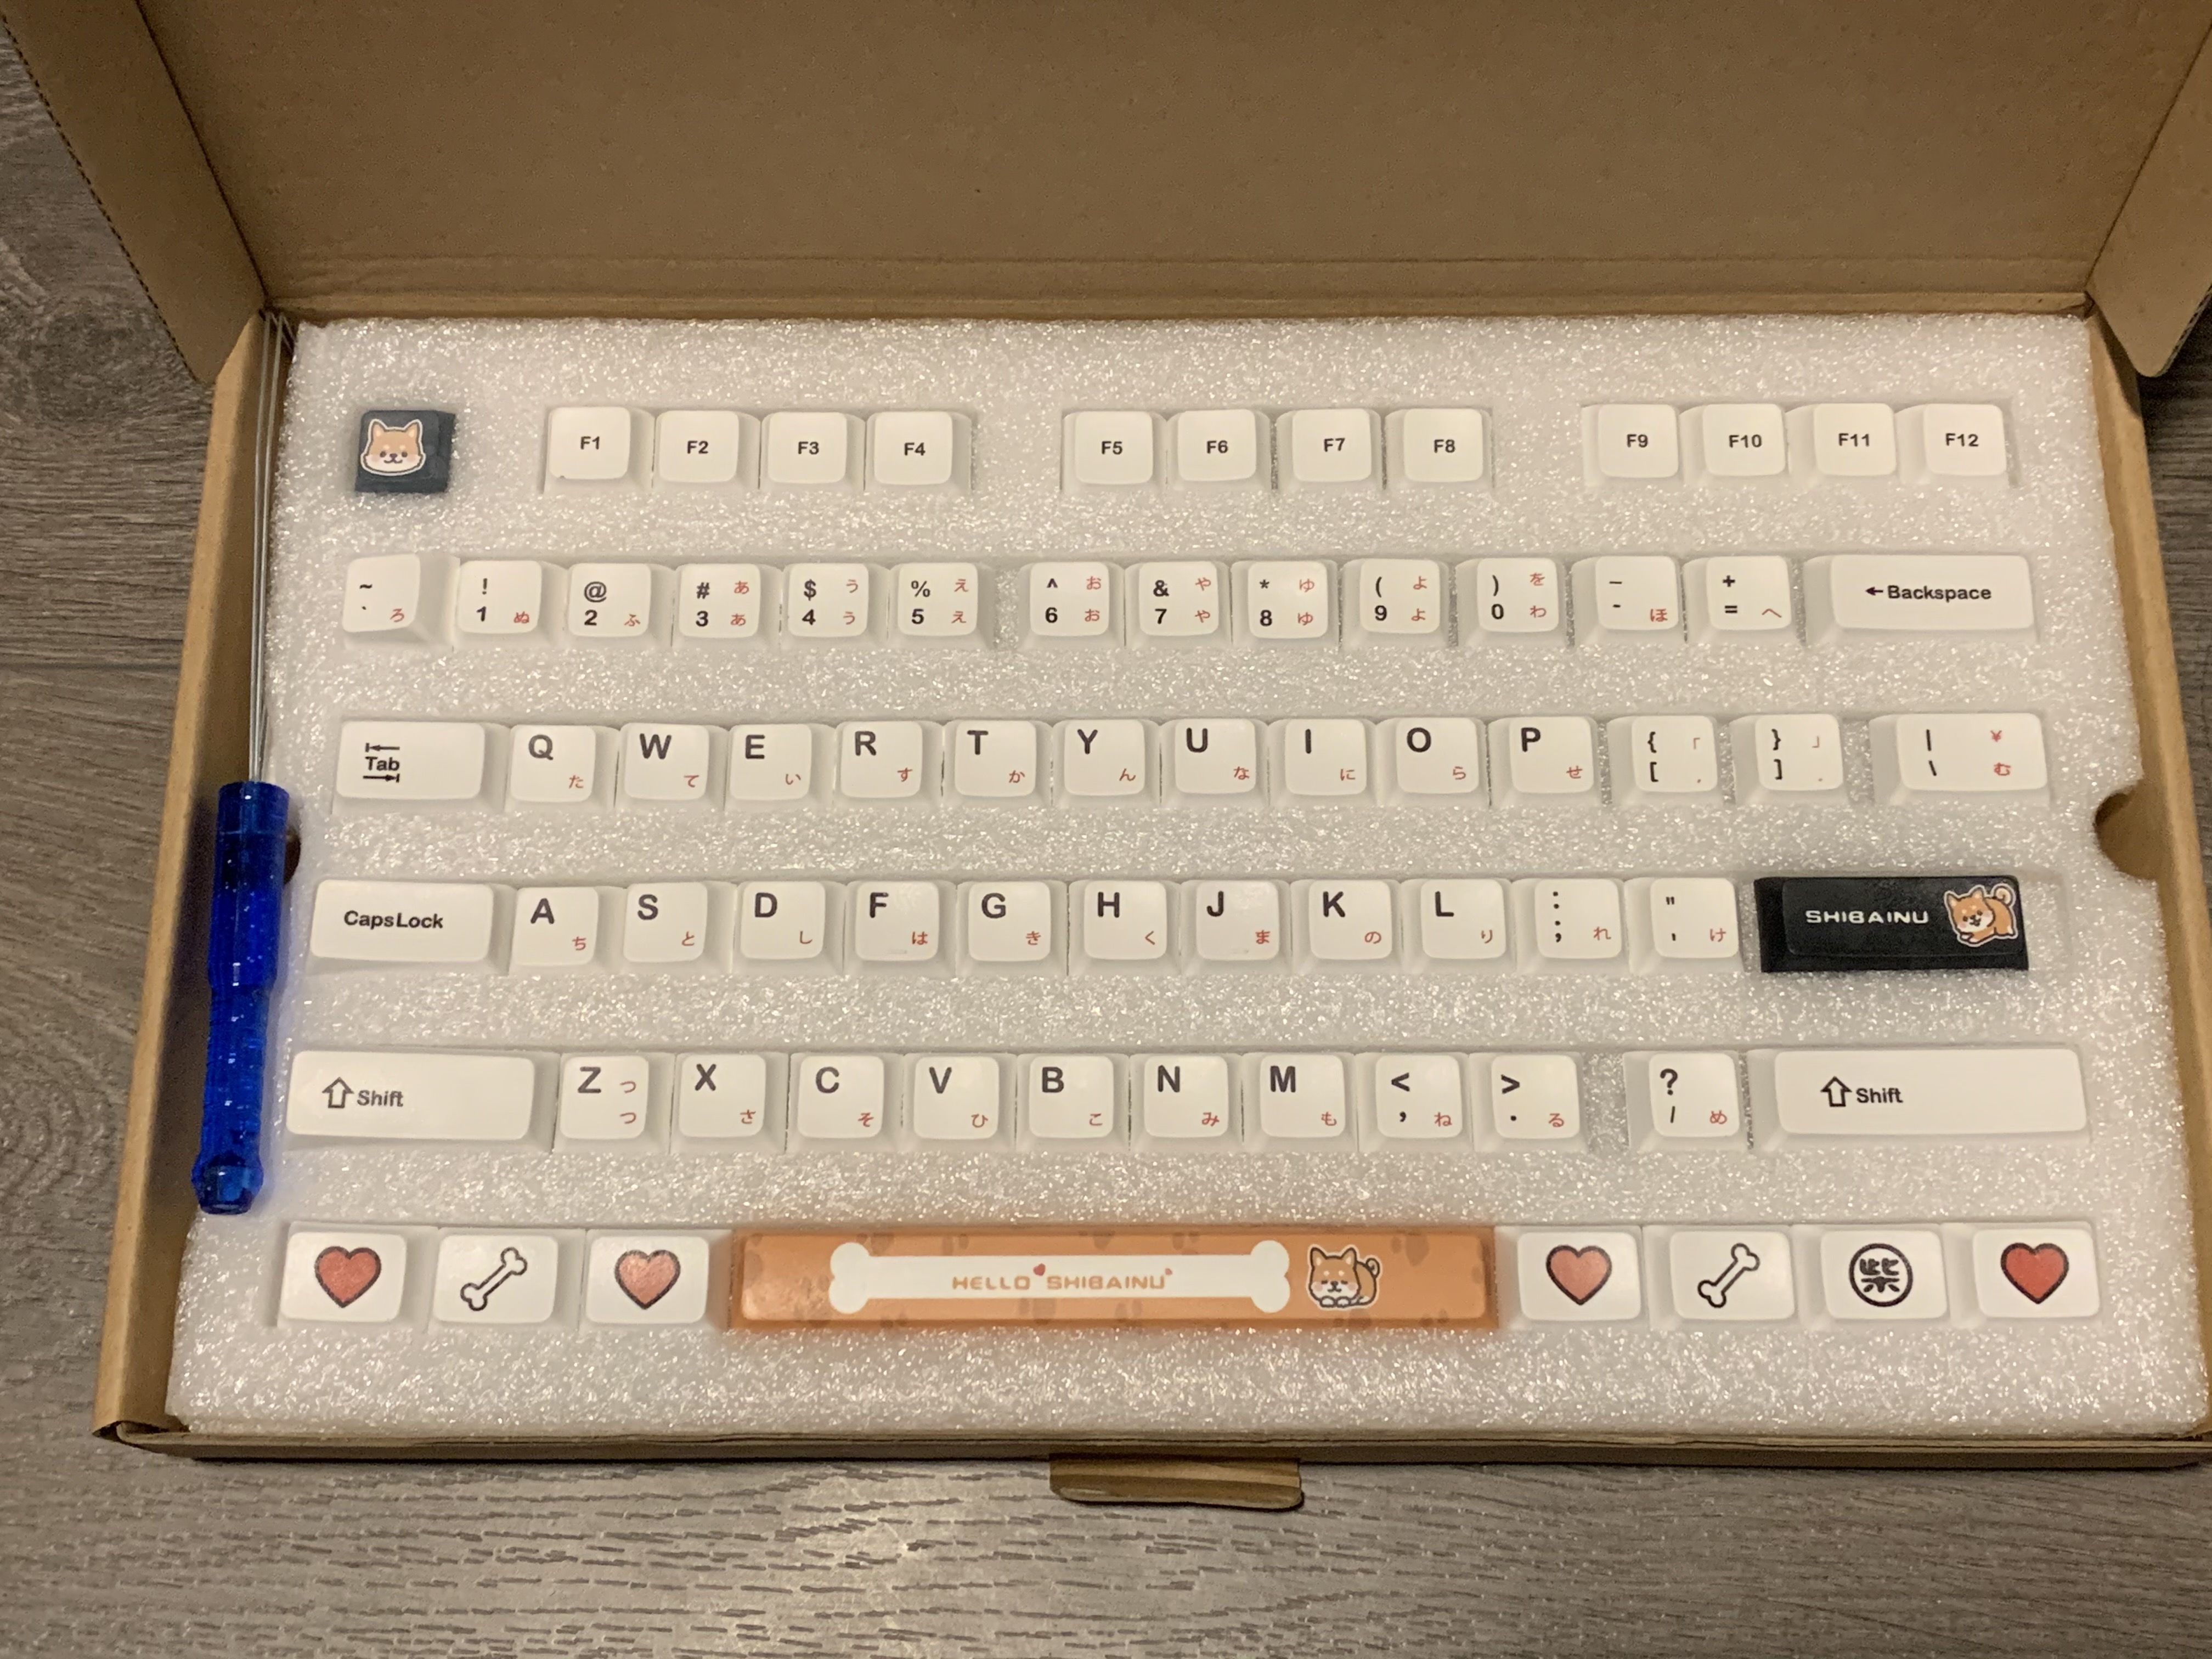 F1 F2 F3 F4 F5 F6 F7 F8 F9 F10 F11 F12
~ ! @ # あ $ う % え ^ お & や * ゆ ( よ ) を _ +
` ろ 1 ぬ 2 ふ 3 あ 4 う 5 え 6 お 7 や 8 ゆ 9 よ 0 わ - ほ = へ ←Backspace
Tab Q W E R T Y U I O P { 「 } 」 | ¥
た て い す か ん な に ら せ [ ] \ む
CapsLock A S D F G H J K L : " SHIBAINU
ち と し は き く ま の り ; れ ' け
Shift Z つ X C V B N M < > ? Shift
つ さ そ ひ こ み も , ね . る / め
HELLO SHIBAINU 柴